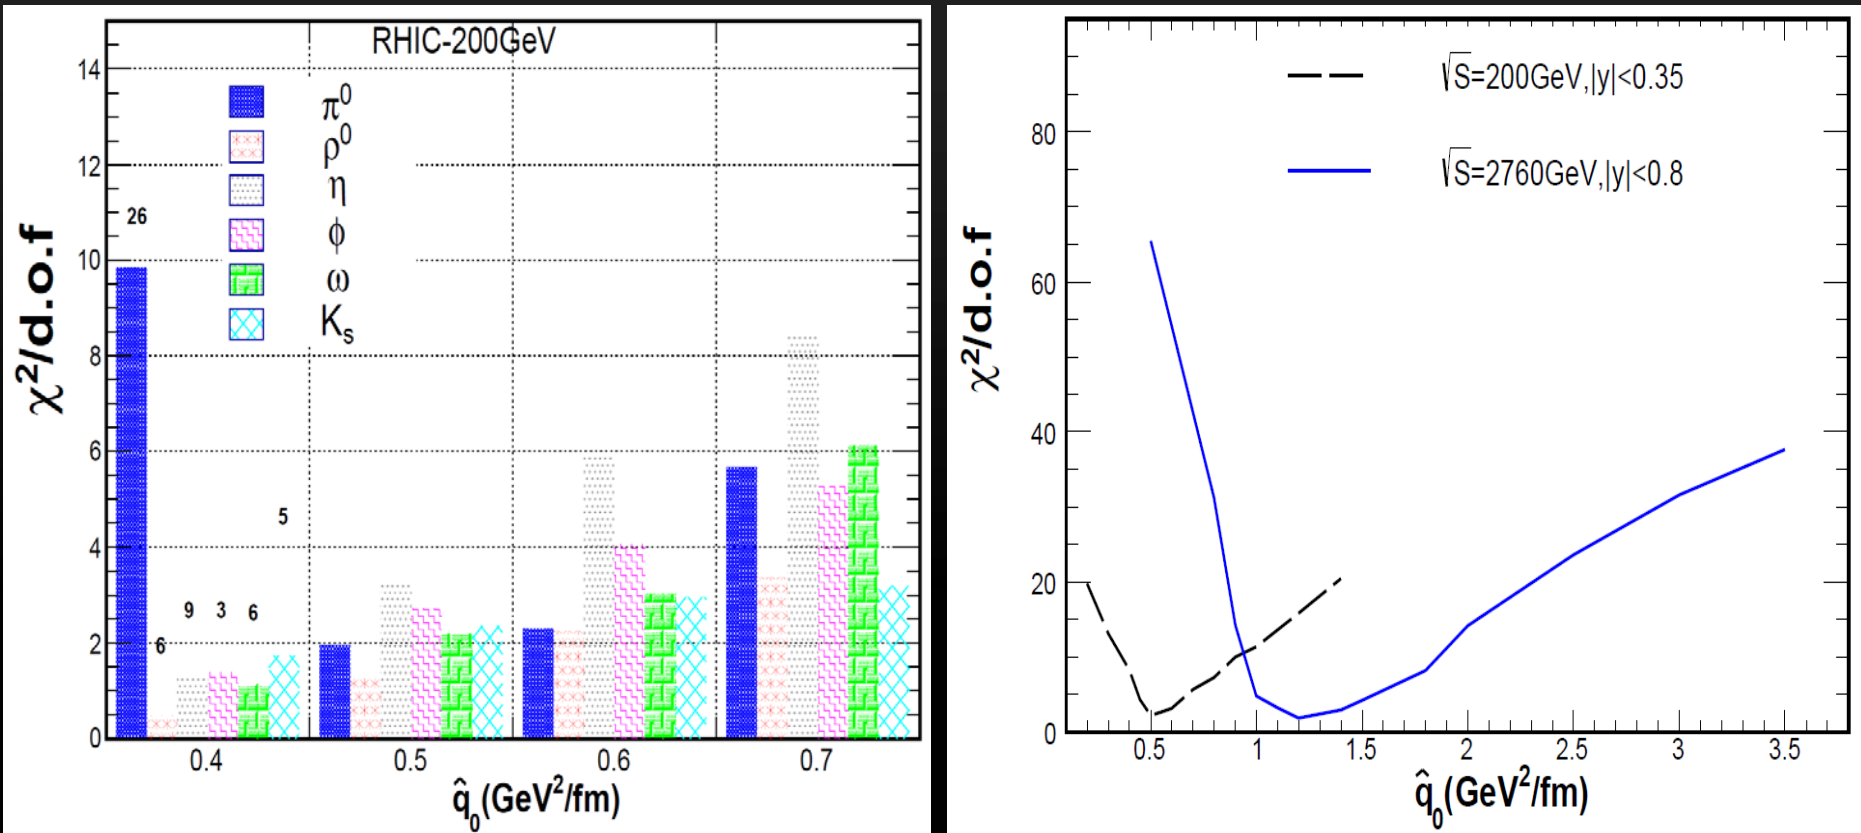 RHIC-200GeV
14
12
10
8
6
4
2
0
χ²/d.o.f
π⁰
ρ⁰
η
ϕ
ω
Kₛ
26
6
9
3
6
5
0.4 0.5 0.6 0.7
q̂₀(GeV²/fm)
√S=200GeV,|y|<0.35
√S=2760GeV,|y|<0.8
80
60
40
20
0
χ²/d.o.f
0.5 1 1.5 2 2.5 3 3.5
q̂₀(GeV²/fm)